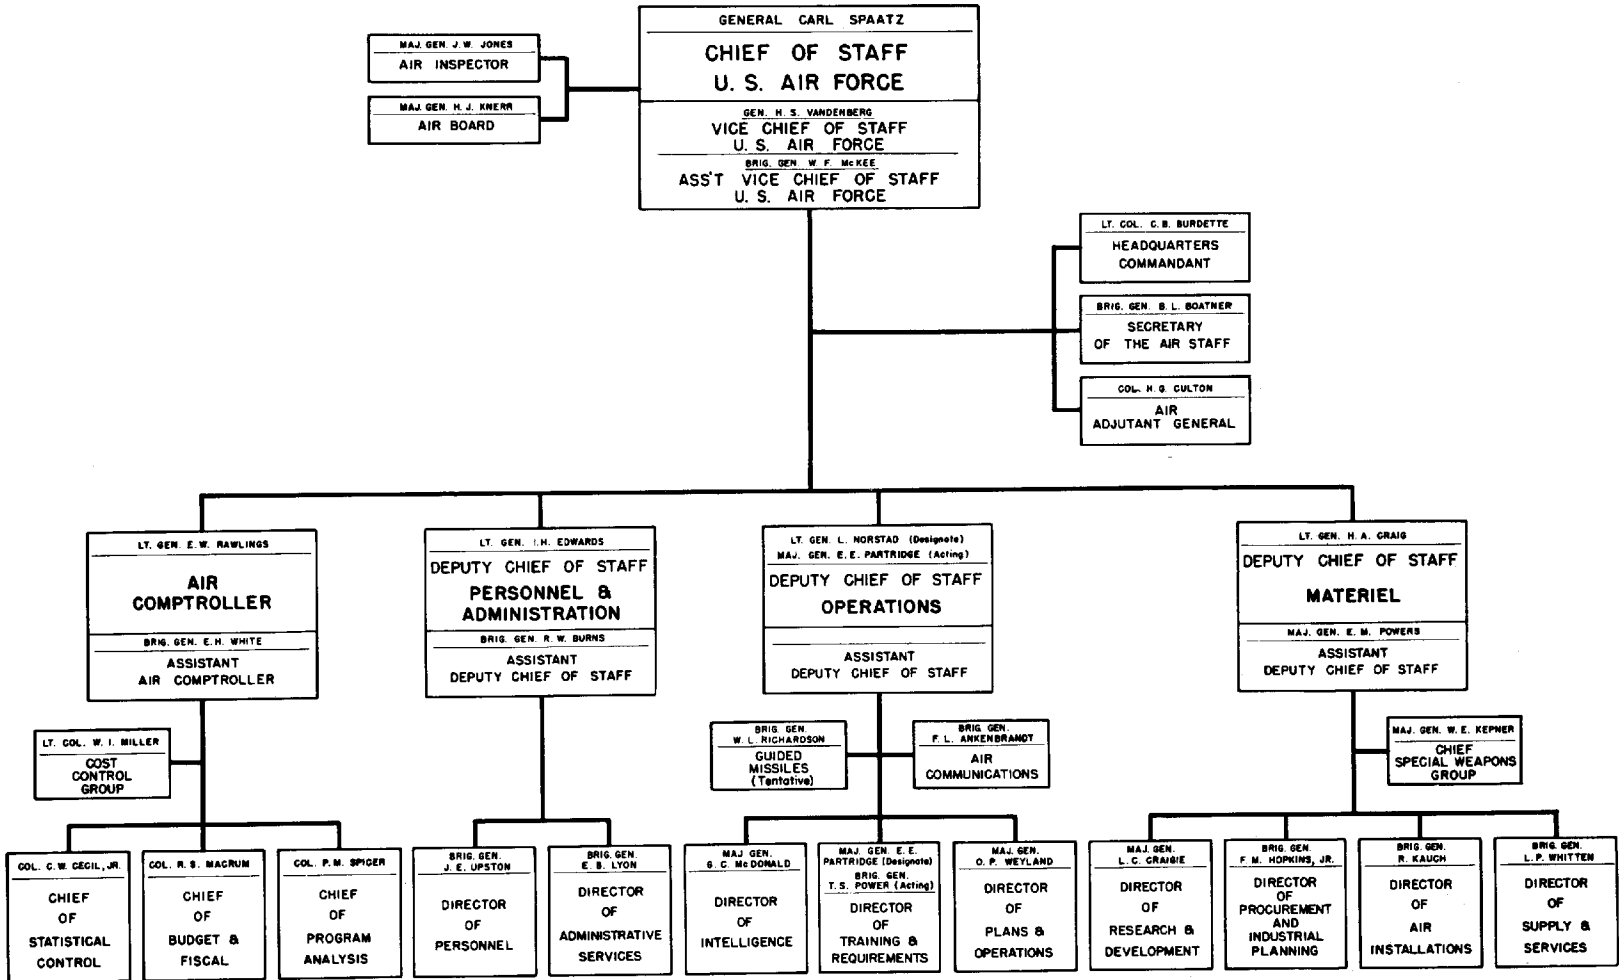 GENERAL CARL SPAATZ
CHIEF OF STAFF
U. S. AIR FORCE
GEN. H. S. VANDENBERG
VICE CHIEF OF STAFF
U. S. AIR FORCE
BRIG. GEN. W. F. McKEE
ASS'T VICE CHIEF OF STAFF
U. S. AIR FORCE
MAJ. GEN. J. W. JONES
AIR INSPECTOR
MAJ. GEN. H. J. KNERR
AIR BOARD
LT. COL. C. B. BURDETTE
HEADQUARTERS
COMMANDANT
BRIG. GEN. B. L. BOATNER
SECRETARY
OF THE AIR STAFF
COL. H. G. CULTON
AIR
ADJUTANT GENERAL
LT. GEN. E. W. RAWLINGS
AIR
COMPTROLLER
BRIG. GEN. E. H. WHITE
ASSISTANT
AIR COMPTROLLER
LT. GEN. I. H. EDWARDS
DEPUTY CHIEF OF STAFF
PERSONNEL &
ADMINISTRATION
BRIG. GEN. R. W. BURNS
ASSISTANT
DEPUTY CHIEF OF STAFF
LT. GEN. L. NORSTAD (Designate)
MAJ. GEN. E. E. PARTRIDGE (Acting)
DEPUTY CHIEF OF STAFF
OPERATIONS
ASSISTANT
DEPUTY CHIEF OF STAFF
LT. GEN. H. A. CRAIG
DEPUTY CHIEF OF STAFF
MATERIEL
MAJ. GEN. E. M. POWERS
ASSISTANT
DEPUTY CHIEF OF STAFF
LT. COL. W. I. MILLER
COST
CONTROL
GROUP
BRIG. GEN.
W. L. RICHARDSON
GUIDED
MISSILES
(Tentative)
BRIG. GEN.
F. L. ANKENBRANDT
AIR
COMMUNICATIONS
MAJ. GEN. W. E. KEPNER
CHIEF
SPECIAL WEAPONS
GROUP
COL. C. W. CECIL, JR.
CHIEF
OF
STATISTICAL
CONTROL
COL. R. S. MACRUM
CHIEF
OF
BUDGET &
FISCAL
COL. P. M. SPICER
CHIEF
OF
PROGRAM
ANALYSIS
BRIG. GEN.
J. E. UPSTON
DIRECTOR
OF
PERSONNEL
BRIG. GEN.
E. B. LYON
DIRECTOR
OF
ADMINISTRATIVE
SERVICES
MAJ. GEN.
G. C. McDONALD
DIRECTOR
OF
INTELLIGENCE
MAJ. GEN. E. E.
PARTRIDGE (Designate)
BRIG. GEN.
T. S. POWER (Acting)
DIRECTOR
OF
TRAINING &
REQUIREMENTS
MAJ. GEN.
O. P. WEYLAND
DIRECTOR
OF
PLANS &
OPERATIONS
MAJ. GEN.
L. C. CRAIGIE
DIRECTOR
OF
RESEARCH &
DEVELOPMENT
BRIG. GEN.
F. M. HOPKINS, JR.
DIRECTOR
OF
PROCUREMENT
AND
INDUSTRIAL
PLANNING
BRIG. GEN.
R. KAUCH
DIRECTOR
OF
AIR
INSTALLATIONS
BRIG. GEN.
L. P. WHITTEN
DIRECTOR
OF
SUPPLY &
SERVICES